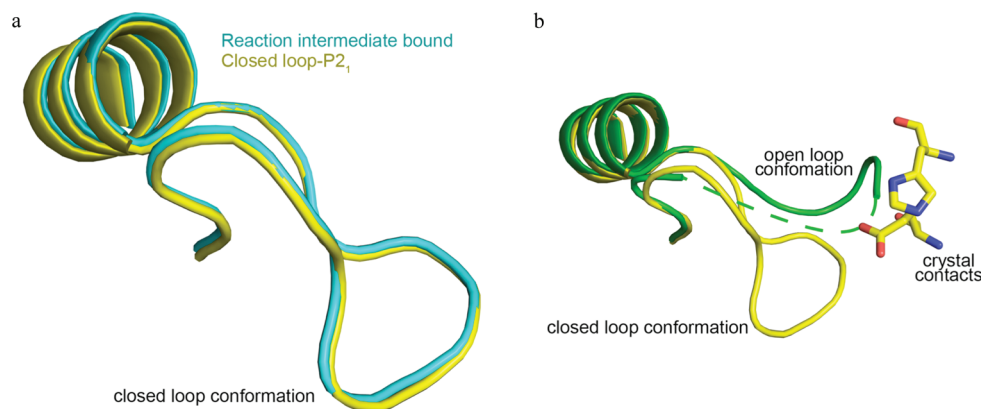 a
Reaction intermediate bound
Closed loop-P2₁
closed loop conformation
b
open loop
confomation
crystal
contacts
closed loop conformation